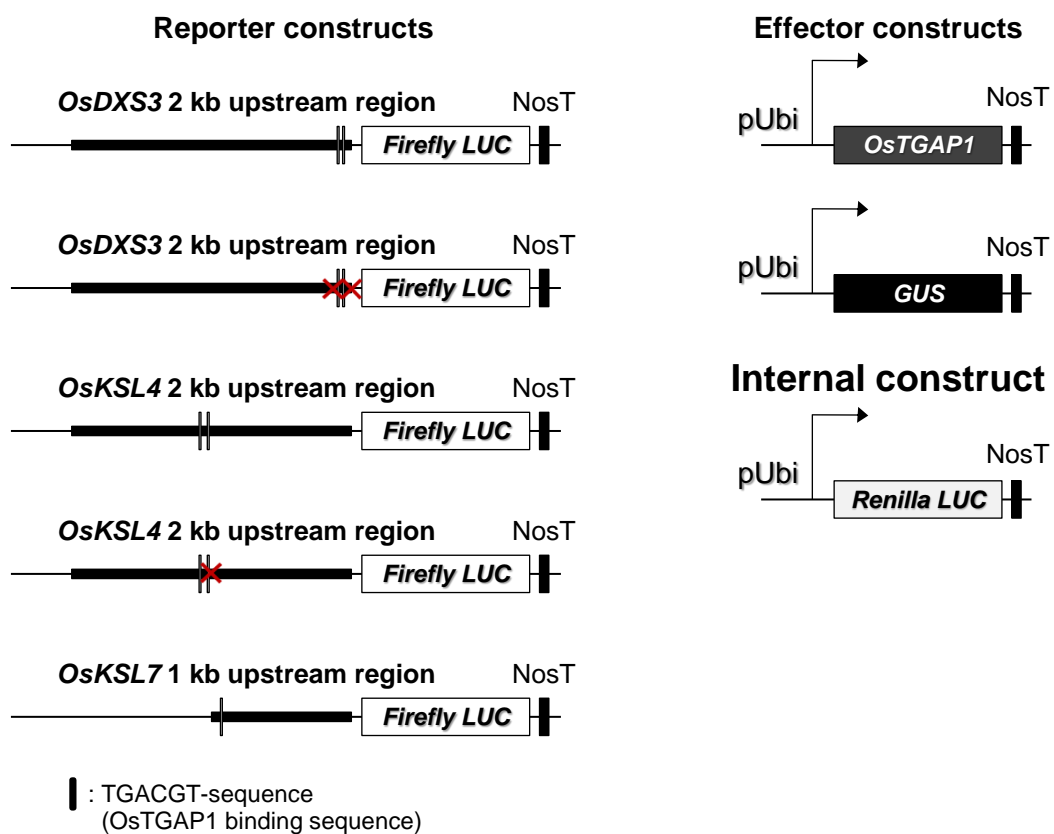 Reporter constructs
OsDXS3 2 kb upstream region NosT
Firefly LUC
OsDXS3 2 kb upstream region NosT
Firefly LUC
OsKSL4 2 kb upstream region NosT
Firefly LUC
OsKSL4 2 kb upstream region NosT
Firefly LUC
OsKSL7 1 kb upstream region NosT
Firefly LUC
: TGACGT-sequence
(OsTGAP1 binding sequence)
Effector constructs
NosT
pUbi
OsTGAP1
NosT
pUbi
GUS
Internal construct
NosT
pUbi
Renilla LUC